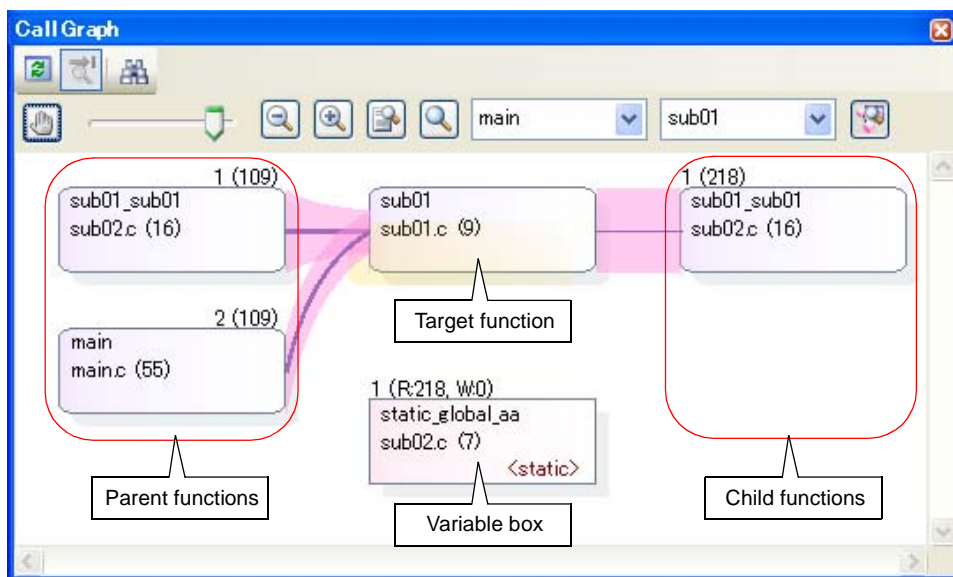 Call Graph
main
sub01
1 (109)
sub01_sub01
sub02.c (16)
sub01
sub01.c (9)
1 (218)
sub01_sub01
sub02.c (16)
Target function
2 (109)
main
main.c (55)
1 (R:218, W:0)
static_global_aa
sub02.c (7)
<static>
Parent functions
Variable box
Child functions